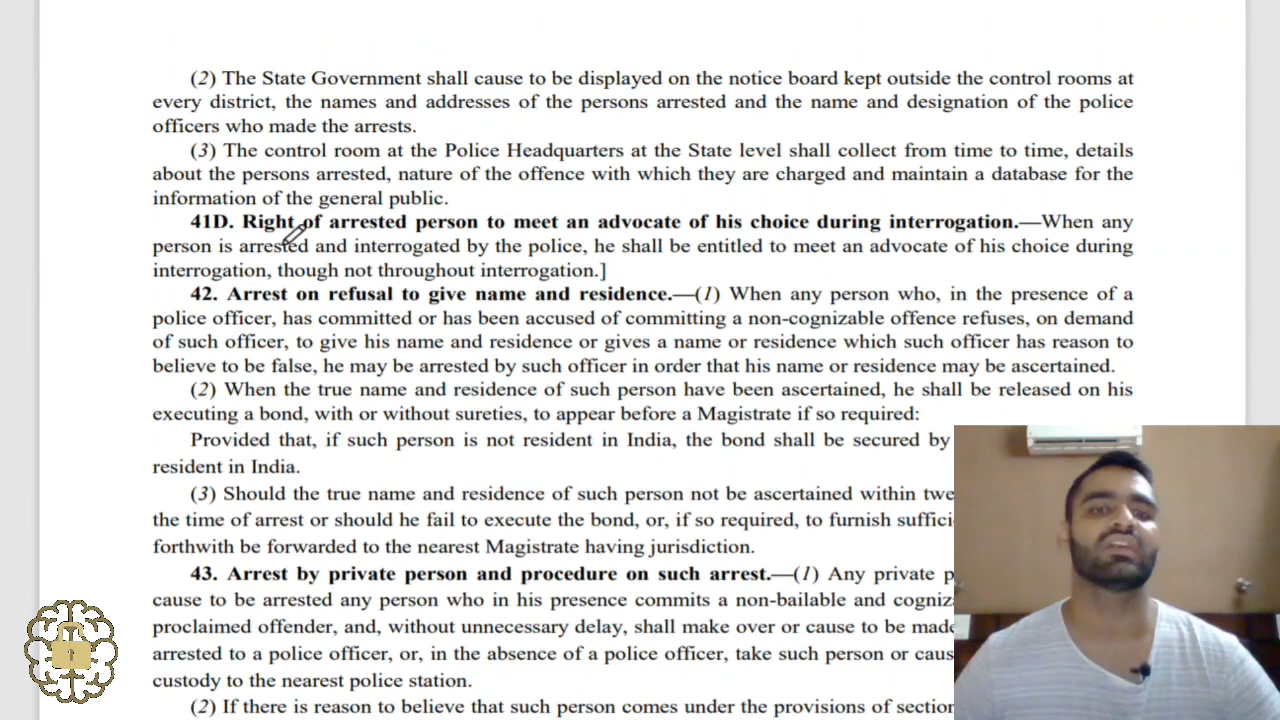 (2) The State Government shall cause to be displayed on the notice board kept outside the control rooms at
every district, the names and addresses of the persons arrested and the name and designation of the police
officers who made the arrests.
(3) The control room at the Police Headquarters at the State level shall collect from time to time, details
about the persons arrested, nature of the offence with which they are charged and maintain a database for the
information of the general public.
41D. Right of arrested person to meet an advocate of his choice during interrogation.—When any
person is arrested and interrogated by the police, he shall be entitled to meet an advocate of his choice during
interrogation, though not throughout interrogation.]
42. Arrest on refusal to give name and residence.—(1) When any person who, in the presence of a
police officer, has committed or has been accused of committing a non-cognizable offence refuses, on demand
of such officer, to give his name and residence or gives a name or residence which such officer has reason to
believe to be false, he may be arrested by such officer in order that his name or residence may be ascertained.
(2) When the true name and residence of such person have been ascertained, he shall be released on his
executing a bond, with or without sureties, to appear before a Magistrate if so required:
Provided that, if such person is not resident in India, the bond shall be secured by
resident in India.
(3) Should the true name and residence of such person not be ascertained within
the time of arrest or should he fail to execute the bond, or, if so required, to furnish
forthwith be forwarded to the nearest Magistrate having jurisdiction.
43. Arrest by private person and procedure on such arrest.—(1) Any private
cause to be arrested any person who in his presence commits a non-bailable and
proclaimed offender, and, without unnecessary delay, shall make over or cause to be made
arrested to a police officer, or, in the absence of a police officer, take such person or
custody to the nearest police station.
(2) If there is reason to believe that such person comes under the provisions of